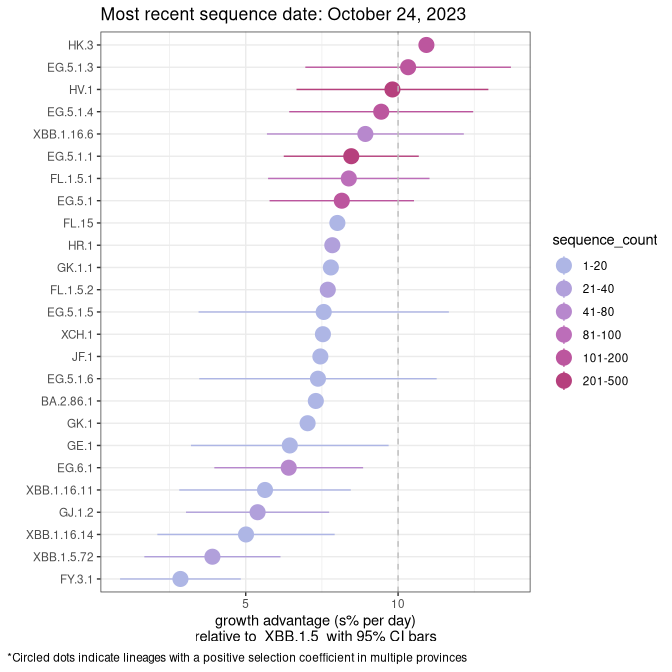 Most recent sequence date: October 24, 2023
HK.3
EG.5.1.3
HV.1
EG.5.1.4
XBB.1.16.6
EG.5.1.1
FL.1.5.1
EG.5.1
FL.15
HR.1
GK.1.1
FL.1.5.2
EG.5.1.5
XCH.1
JF.1
EG.5.1.6
BA.2.86.1
GK.1
GE.1
EG.6.1
XBB.1.16.11
GJ.1.2
XBB.1.16.14
XBB.1.5.72
FY.3.1
5 10
growth advantage (s% per day)
relative to XBB.1.5 with 95% CI bars
sequence_count
1-20
21-40
41-80
81-100
101-200
201-500
*Circled dots indicate lineages with a positive selection coefficient in multiple provinces